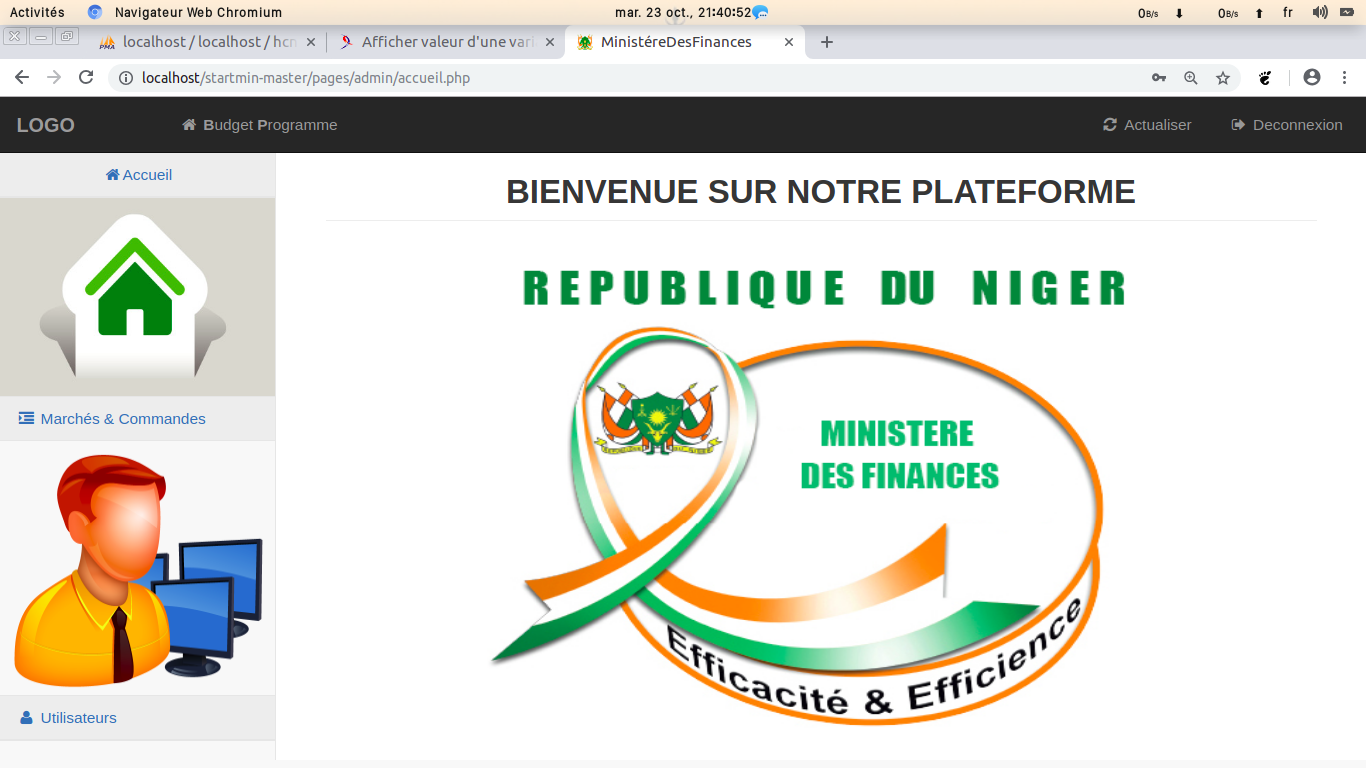 Activités Navigateur Web Chromium mar. 23 oct., 21:40:52 0B/s 0B/s fr
localhost / localhost / hcn Afficher valeur d'une vari MinistéreDesFinances
localhost/startmin-master/pages/admin/accueil.php
LOGO Budget Programme Actualiser Deconnexion
Accueil
BIENVENUE SUR NOTRE PLATEFORME
REPUBLIQUE DU NIGER
MINISTERE
DES FINANCES
Efficacité & Efficience
Marchés & Commandes
Utilisateurs